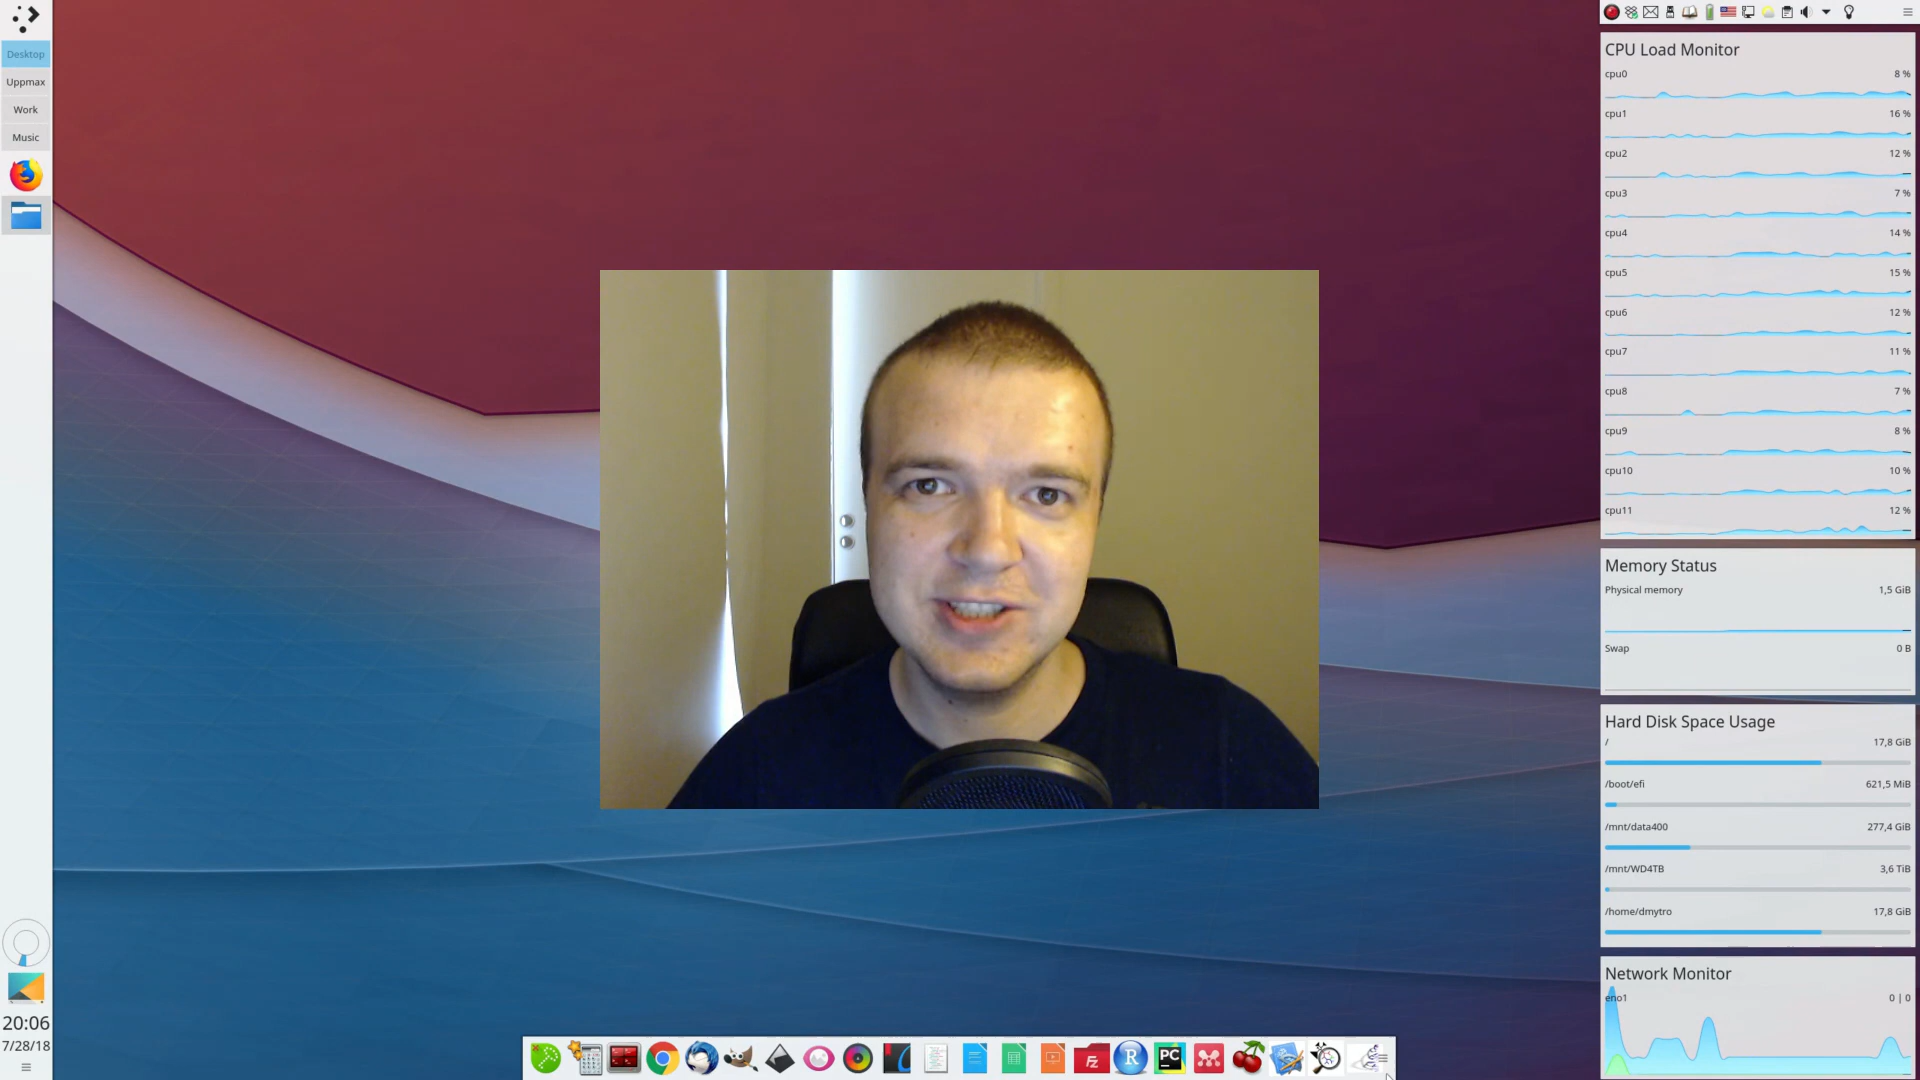 Desktop
Uppmax
Work
Music
20:06
7/28/18
CPU Load Monitor
cpu0 8 %
cpu1 16 %
cpu2 12 %
cpu3 7 %
cpu4 14 %
cpu5 15 %
cpu6 12 %
cpu7 11 %
cpu8 7 %
cpu9 8 %
cpu10 10 %
cpu11 12 %
Memory Status
Physical memory 1,5 GiB
Swap 0 B
Hard Disk Space Usage
/ 17,8 GiB
/boot/efi 621,5 MiB
/mnt/data400 277,4 GiB
/mnt/WD4TB 3,6 TiB
/home/dmytro 17,8 GiB
Network Monitor
eno1 0 | 0
Fz
R
PC